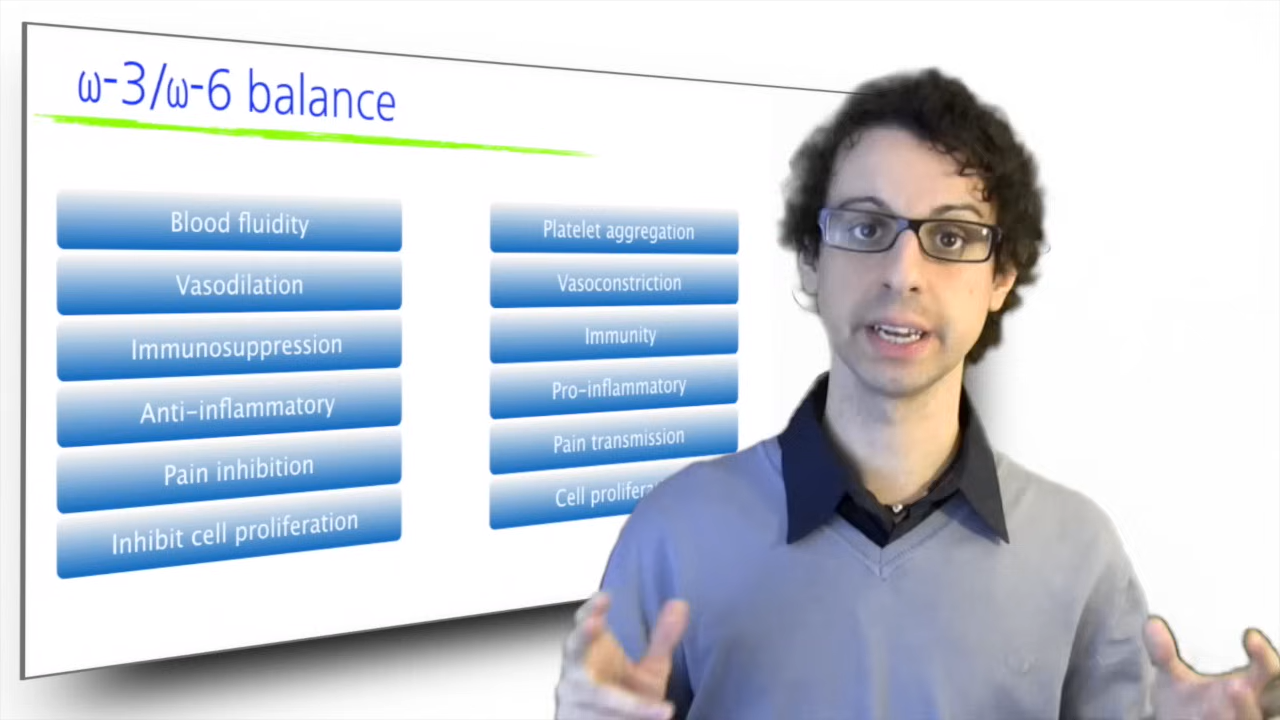 ω-3/ω-6 balance
Blood fluidity
Platelet aggregation
Vasodilation
Vasoconstriction
Immunosuppression
Immunity
Anti-inflammatory
Pro-inflammatory
Pain inhibition
Pain transmission
Inhibit cell proliferation
Cell